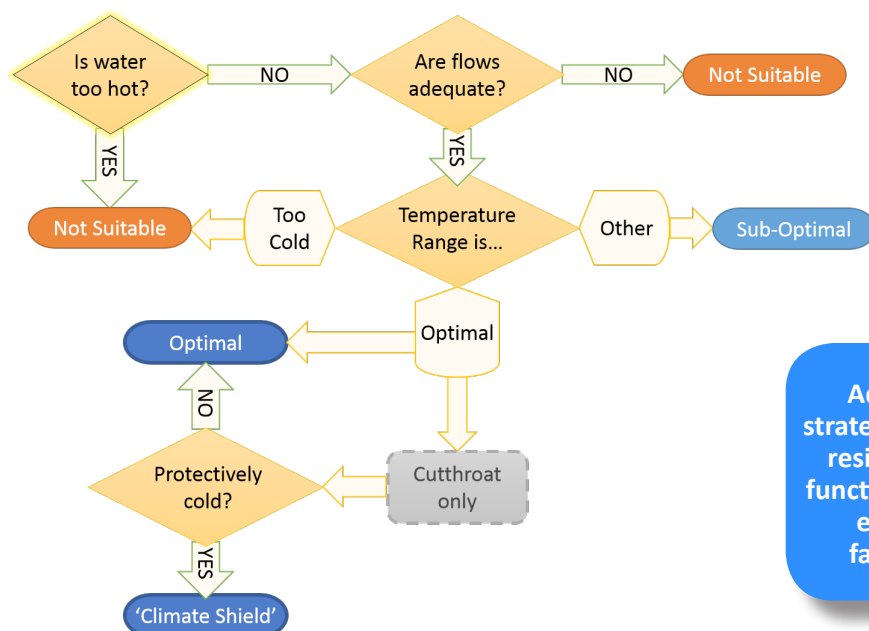 Is water
too hot?
NO
Are flows
adequate?
NO
Not Suitable
YES
YES
Not Suitable
Too
Cold
Temperature
Range is...
Other
Sub-Optimal
Optimal
Optimal
NO
Protectively
cold?
Cutthroat
only
YES
'Climate Shield'